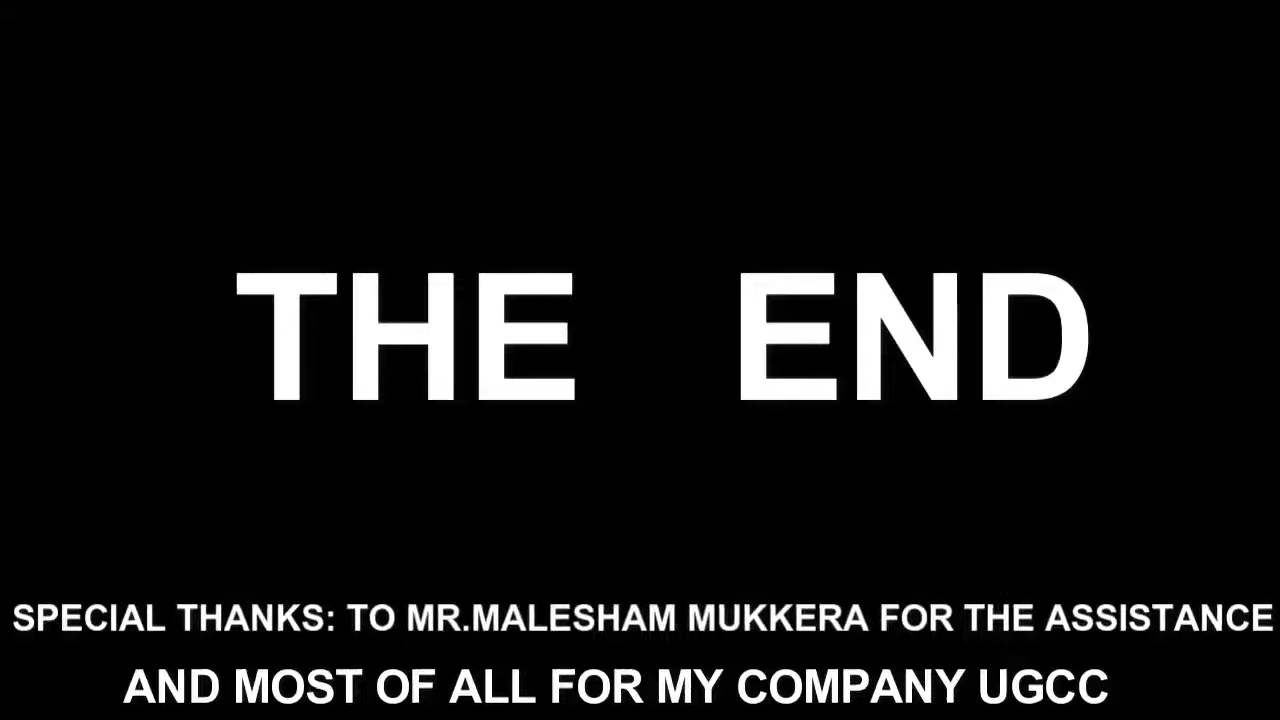 THE END
SPECIAL THANKS: TO MR.MALESHAM MUKKERA FOR THE ASSISTANCE
AND MOST OF ALL FOR MY COMPANY UGCC